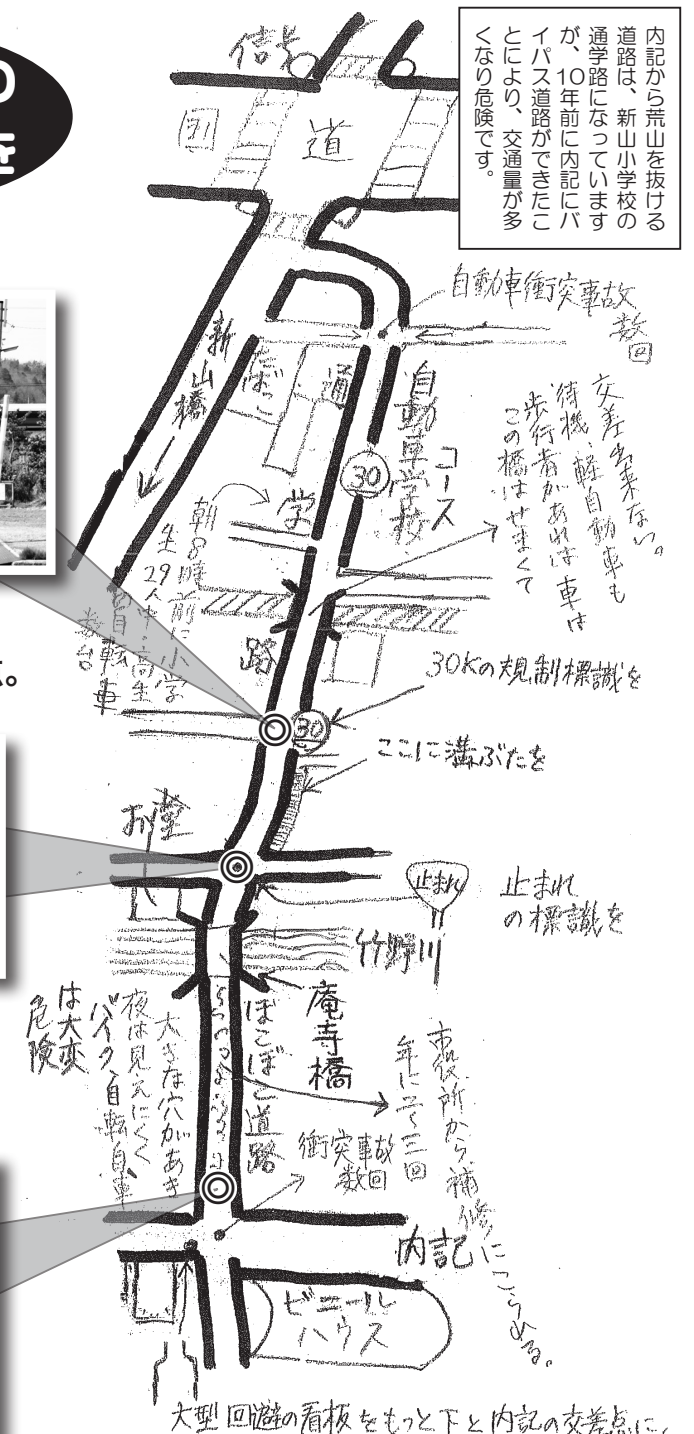 の
を
内記から荒山を抜ける
道路は、新山小学校の
通学路になっています
が、10年前に内記にバ
イパス道路ができたこ
とにより、交通量が多
くなり危険です。
信号
道
自動車衝突事故
数回
新山橋
たばこ
通
自動車学校
コース
30
学
この橋はせまくて
歩行者があれば車は
待機、軽自動車も
交差出来ない。
朝8時前に小学
生29人中・高生
自転車
数台
路
30Kの規制標識を
30
ここに溝ぶたを
お堂
止まれ
止まれ
の標識を
竹野川
庵寺橋
でこぼこ道路
大きな穴があき
夜は見えにくく
バイク、自転車
は大変
危険
市役所から補修にこられる。
年に二〜三回
衝突事故
数回
内記
ビニール
ハウス
大型回避の看板をもっと下と内記の交差点に、